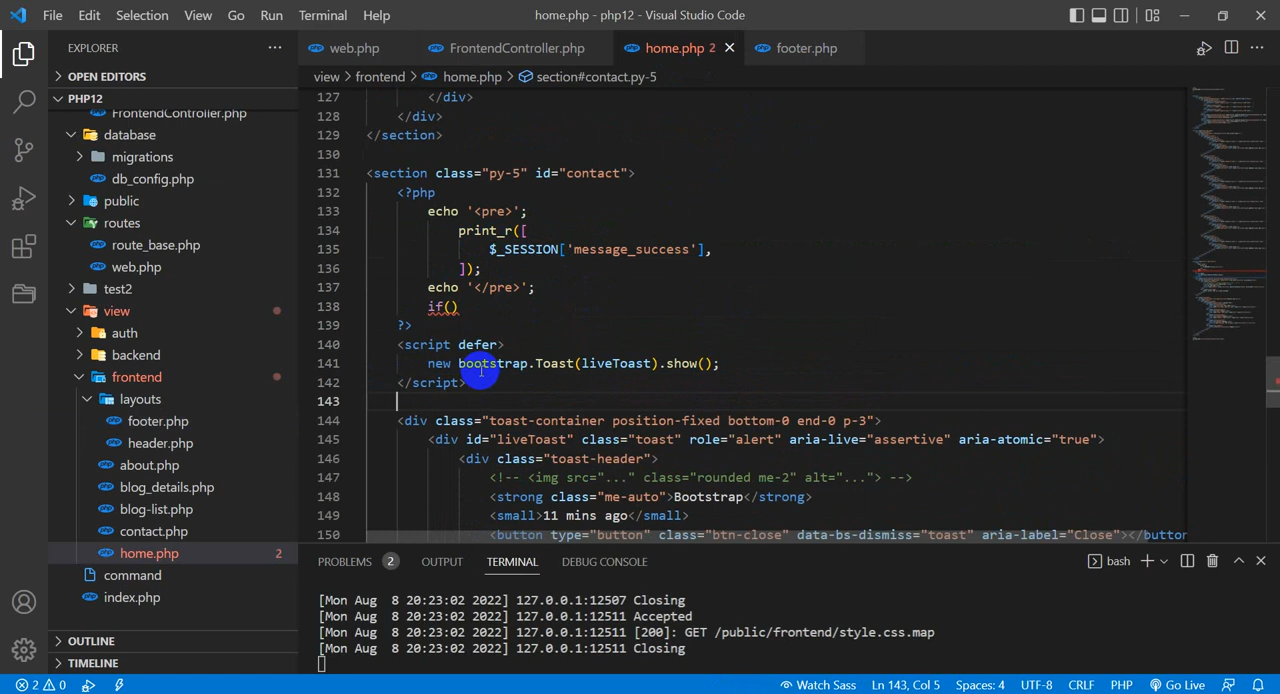 File Edit Selection View Go Run Terminal Help home.php - php12 - Visual Studio Code
EXPLORER ...
OPEN EDITORS
PHP12
FrontendController.php
database
migrations
db_config.php
public
routes
route_base.php
web.php
test2
view
auth
backend
frontend
layouts
footer.php
header.php
about.php
blog_details.php
blog-list.php
contact.php
home.php 2
command
index.php
OUTLINE
TIMELINE
web.php FrontendController.php home.php 2 footer.php
view > frontend > home.php > section#contact.py-5
127 </div>
128 </div>
129 </section>
130
131 <section class="py-5" id="contact">
132 <?php
133 echo '<pre>';
134 print_r([
135 $_SESSION['message_success'],
136 ]);
137 echo '</pre>';
138 if()
139 ?>
140 <script defer>
141 new bootstrap.Toast(liveToast).show();
142 </script>
143
144 <div class="toast-container position-fixed bottom-0 end-0 p-3">
145 <div id="liveToast" class="toast" role="alert" aria-live="assertive" aria-atomic="true">
146 <div class="toast-header">
147 <!-- <img src="..." class="rounded me-2" alt="..."> -->
148 <strong class="me-auto">Bootstrap</strong>
149 <small>11 mins ago</small>
150 <button type="button" class="btn-close" data-bs-dismiss="toast" aria-label="Close"></button
PROBLEMS 2 OUTPUT TERMINAL DEBUG CONSOLE bash
[Mon Aug  8 20:23:02 2022] 127.0.0.1:12507 Closing
[Mon Aug  8 20:23:02 2022] 127.0.0.1:12511 Accepted
[Mon Aug  8 20:23:02 2022] 127.0.0.1:12511 [200]: GET /public/frontend/style.css.map
[Mon Aug  8 20:23:02 2022] 127.0.0.1:12511 Closing
2 0 Watch Sass Ln 143, Col 5 Spaces: 4 UTF-8 CRLF PHP Go Live